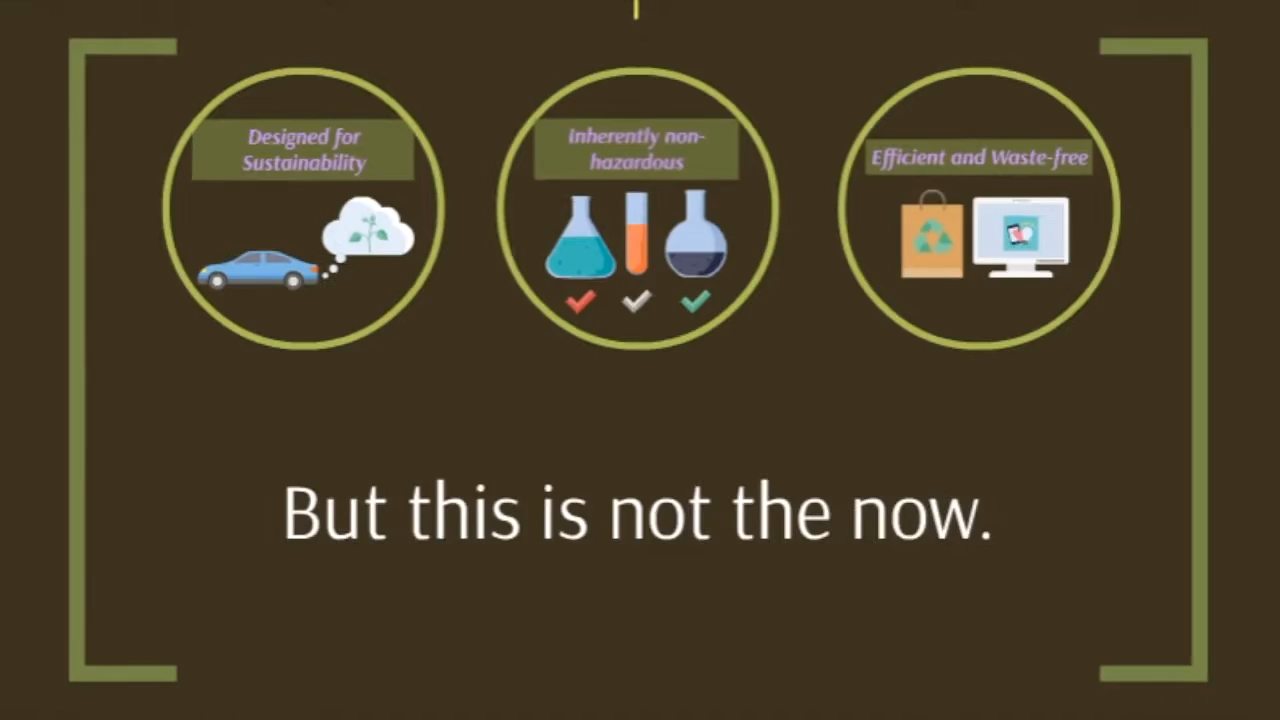 Designed for
Sustainability
Inherently non-
hazardous
Efficient and Waste-free
But this is not the now.